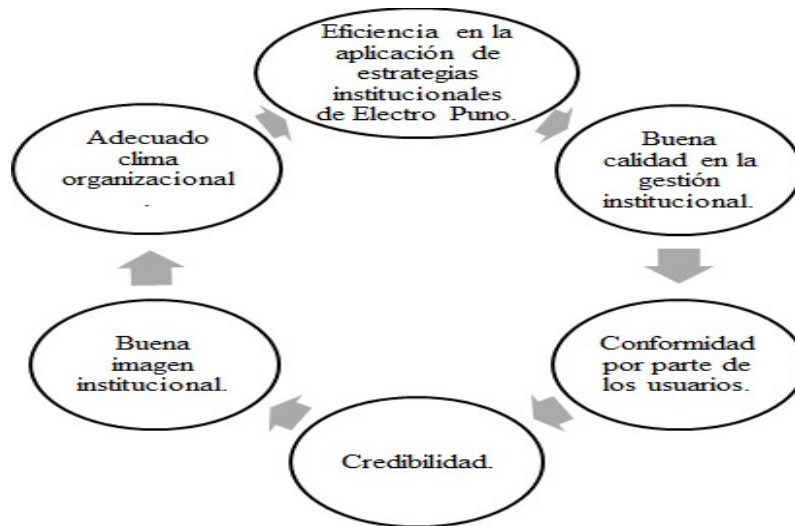 Eficiencia en la
aplicación de
estrategias
institucionales
de Electro Puno.
Buena
calidad en la
gestión
institucional.
Conformidad
por parte de
los usuarios.
Credibilidad.
Buena
imagen
institucional.
Adecuado
clima
organizacional
.